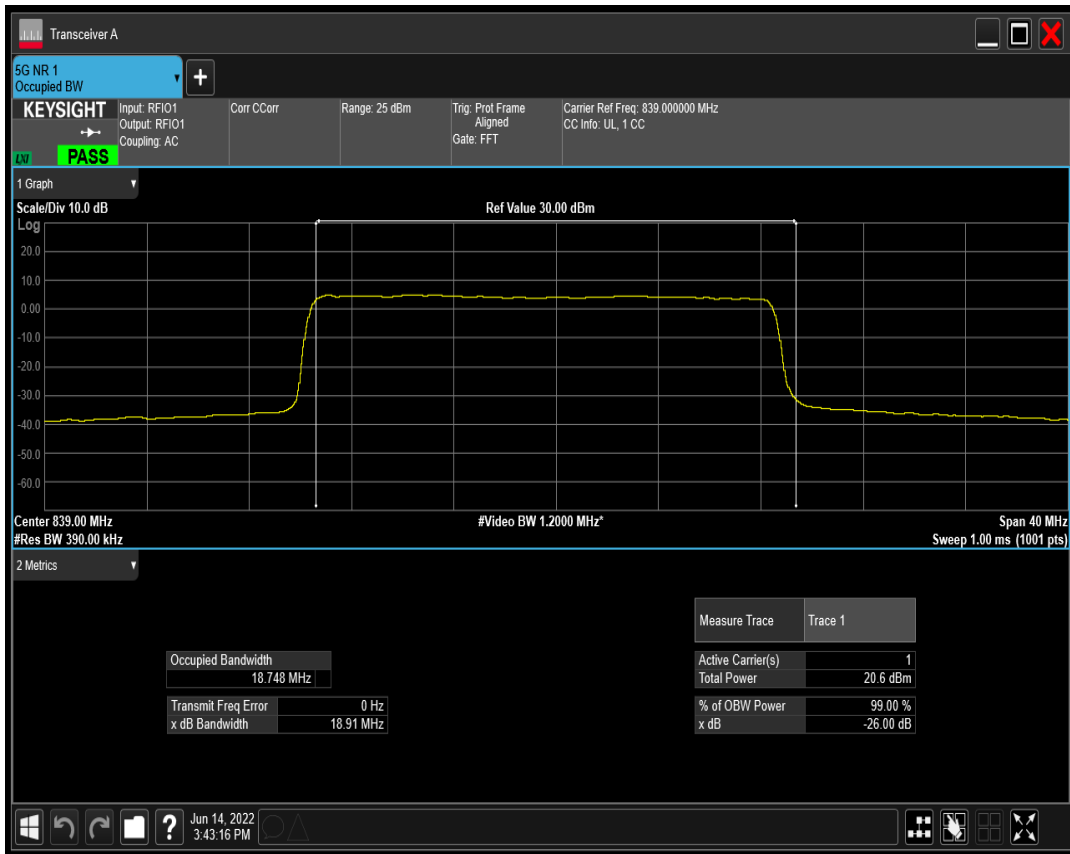 Transceiver A
5G NR 1
Occupied BW
+
KEYSIGHT
LXI
PASS
Input: RFIO1
Output: RFIO1
Coupling: AC
Corr CCorr
Range: 25 dBm
Trig: Prot Frame
Aligned
Gate: FFT
Carrier Ref Freq: 839.000000 MHz
CC Info: UL, 1 CC
1 Graph
Scale/Div 10.0 dB
Ref Value 30.00 dBm
Log
20.0
10.0
0.00
-10.0
-20.0
-30.0
-40.0
-50.0
-60.0
Center 839.00 MHz
#Video BW 1.2000 MHz*
Span 40 MHz
#Res BW 390.00 kHz
Sweep 1.00 ms (1001 pts)
2 Metrics
Measure Trace Trace 1
Occupied Bandwidth
18.748 MHz
Active Carrier(s) 1
Total Power 20.6 dBm
Transmit Freq Error 0 Hz
x dB Bandwidth 18.91 MHz
% of OBW Power 99.00 %
x dB -26.00 dB
?
Jun 14, 2022
3:43:16 PM